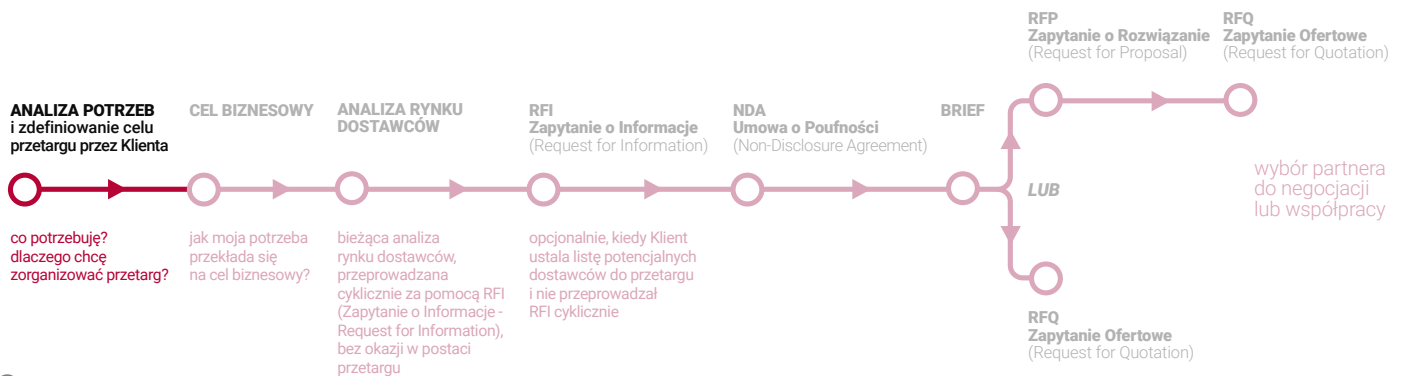 ANALIZA POTRZEB
i zdefiniowanie celu
przetargu przez Klienta
co potrzebuję?
dlaczego chcę
zorganizować przetarg?
CEL BIZNESOWY
jak moja potrzeba
przekłada się
na cel biznesowy?
ANALIZA RYNKU
DOSTAWCÓW
bieżąca analiza
rynku dostawców,
przeprowadzana
cyklicznie za pomocą RFI
(Zapytanie o Informacje -
Request for Information),
bez okazji w postaci
przetargu
RFI
Zapytanie o Informacje
(Request for Information)
opcjonalnie, kiedy Klient
ustala listę potencjalnych
dostawców do przetargu
i nie przeprowadzał
RFI cyklicznie
NDA
Umowa o Poufności
(Non-Disclosure Agreement)
BRIEF
RFP
Zapytanie o Rozwiązanie
(Request for Proposal)
RFQ
Zapytanie Ofertowe
(Request for Quotation)
LUB
RFQ
Zapytanie Ofertowe
(Request for Quotation)
wybór partnera
do negocjacji
lub współpracy